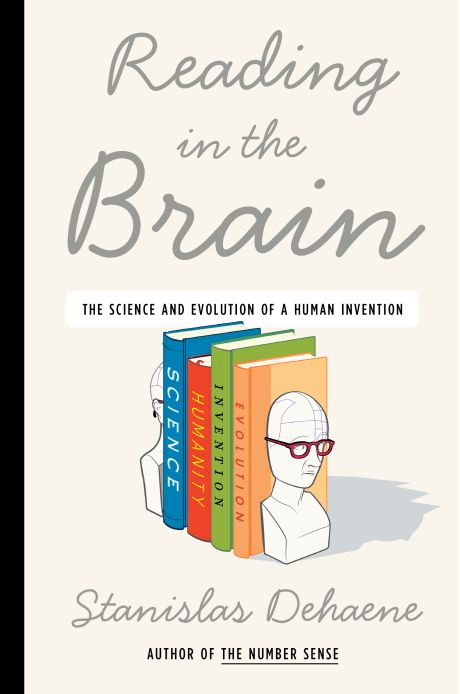 Reading
in the
Brain
THE SCIENCE AND EVOLUTION OF A HUMAN INVENTION
SCIENCE
HUMANITY
INVENTION
EVOLUTION
Stanislas Dehaene
AUTHOR OF THE NUMBER SENSE